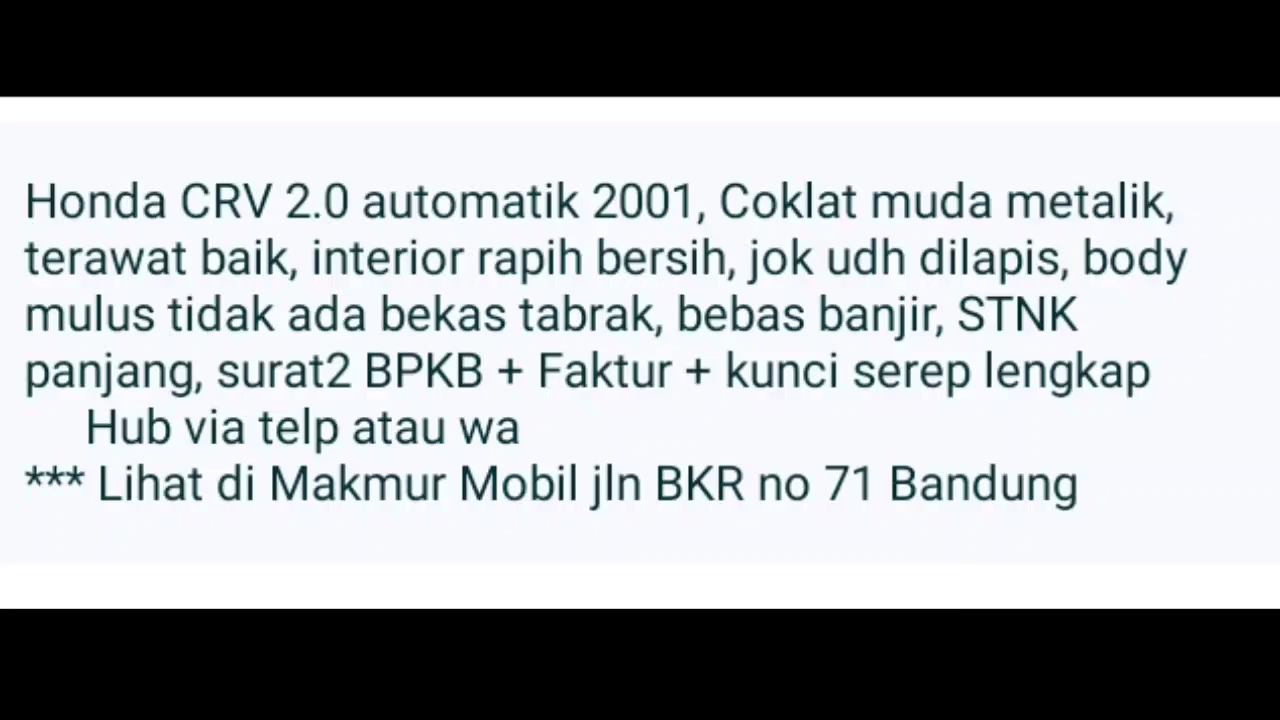 Honda CRV 2.0 automatik 2001, Coklat muda metalik,
terawat baik, interior rapih bersih, jok udh dilapis, body
mulus tidak ada bekas tabrak, bebas banjir, STNK
panjang, surat2 BPKB + Faktur + kunci serep lengkap
Hub via telp atau wa
*** Lihat di Makmur Mobil jln BKR no 71 Bandung